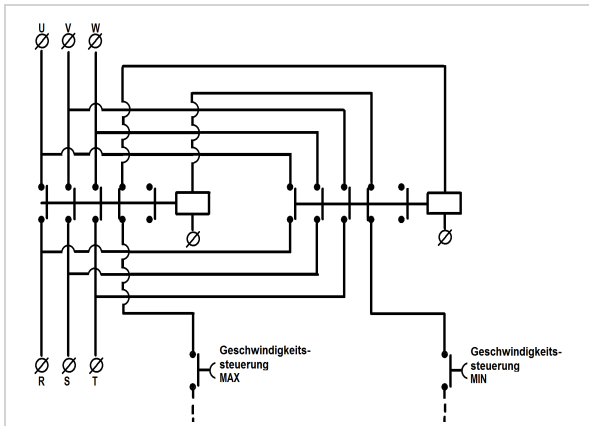 U V W
R S T
Geschwindigkeits-
steuerung
MAX
Geschwindigkeits-
steuerung
MIN